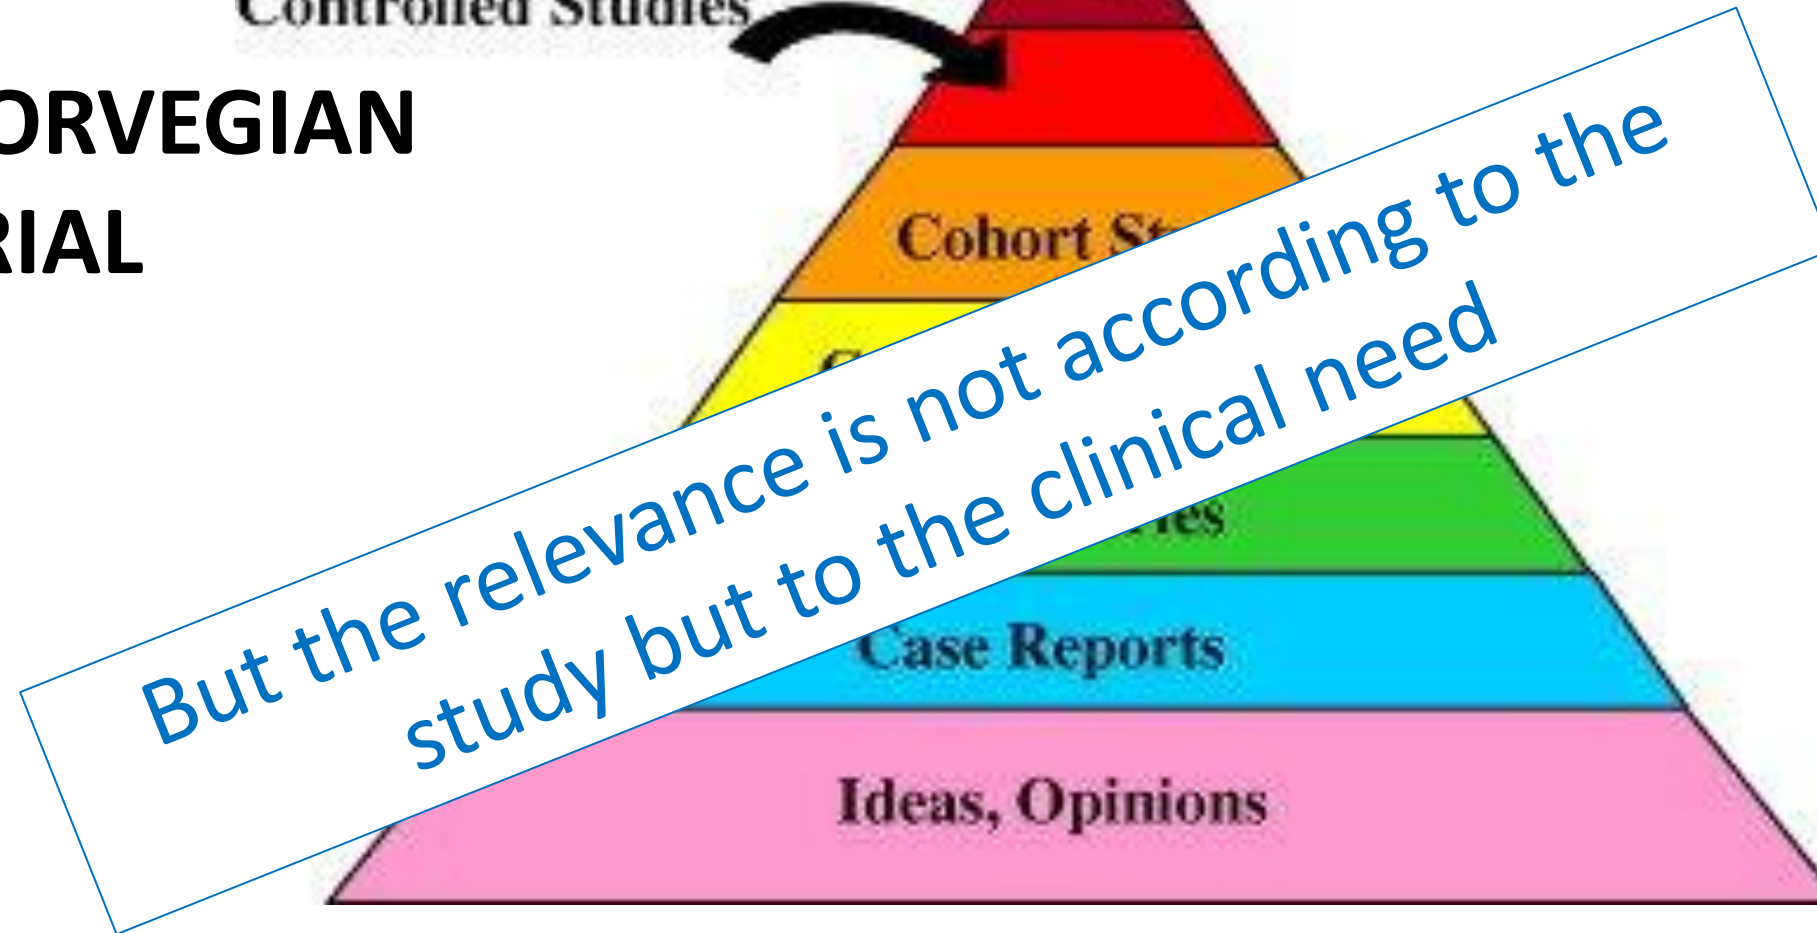 Controlled Studies
ORVEGIAN
RIAL
Cohort
But the relevance is not according to the
study but to the clinical need
Case Reports
Ideas, Opinions